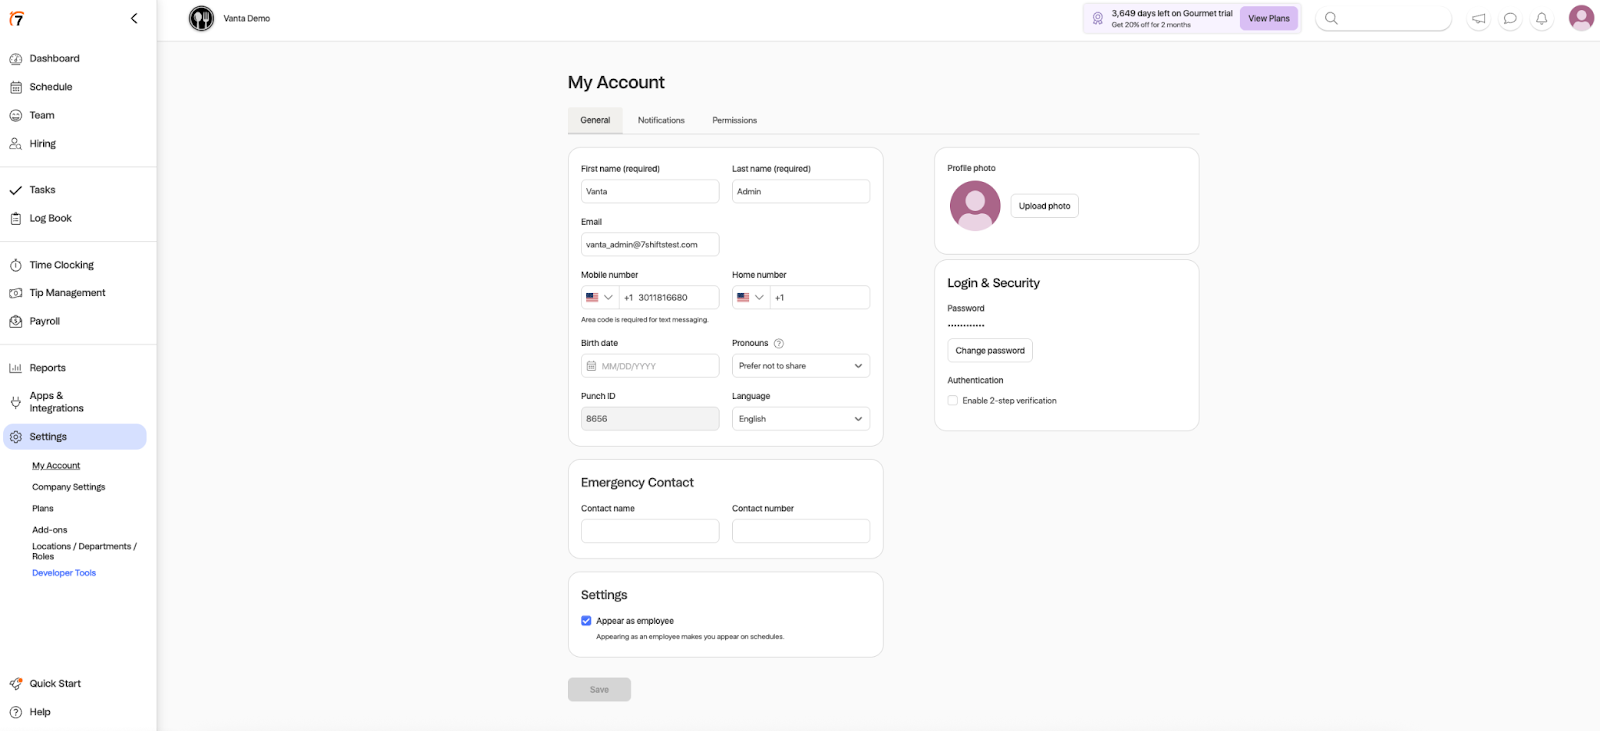 7
Vanta Demo
3,649 days left on Gourmet trial
Get 20% off for 2 months
View Plans
Dashboard
Schedule
Team
Hiring
Tasks
Log Book
Time Clocking
Tip Management
Payroll
Reports
Apps &
Integrations
Settings
My Account
Company Settings
Plans
Add-ons
Locations / Departments /
Roles
Developer Tools
Quick Start
Help
My Account
General Notifications Permissions
First name (required) Last name (required)
Vanta Admin
Email
vanta_admin@7shiftstest.com
Mobile number Home number
+1 3011816680 +1
Area code is required for text messaging.
Birth date Pronouns ?
MM/DD/YYYY Prefer not to share
Punch ID Language
8656 English
Emergency Contact
Contact name Contact number
Settings
Appear as employee
Appearing as an employee makes you appear on schedules.
Save
Profile photo
Upload photo
Login & Security
Password
••••••••••••
Change password
Authentication
Enable 2-step verification